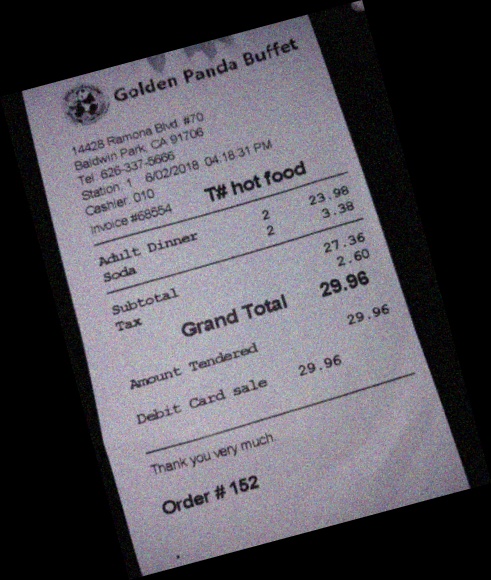 Golden Panda Buffet
14428 Ramona Blvd #70
Baldwin Park, CA 91706
Tel. 626-337-5666
Station: 1 6/02/2018 04:16:31 PM
Cashier: 010
Invoice #68564
T# hot food
Adult Dinner 2 23.98
Soda 2 3.38
Subtotal 27.36
Tax 2.60
Grand Total 29.96
Amount Tendered 29.96
Debit Card sale 29.96
Thank you very much.
Order # 152